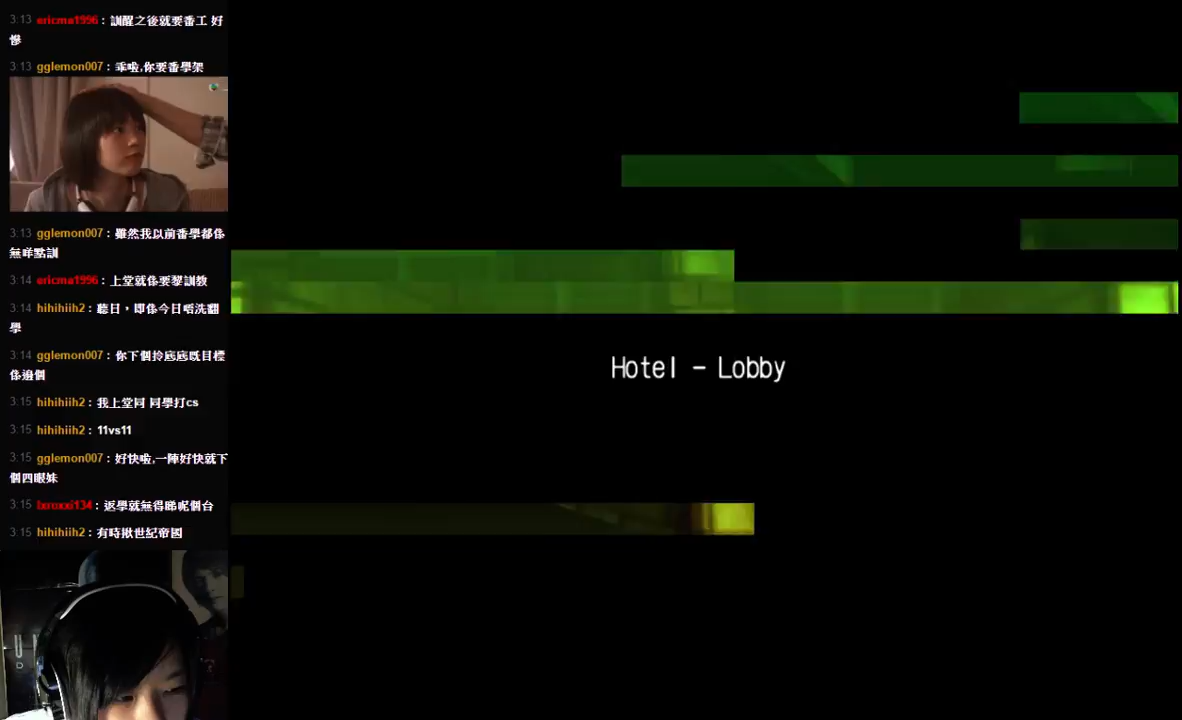 3:13 ericma1996 : 訓醒之後就要番工 好
慘
3:13 gglemon007 : 乖啦,你要番學架
3:13 gglemon007 : 雖然我以前番學都係
無咩點訓
3:14 ericma1996 : 上堂就係要黎訓教
3:14 hihihiih2 : 聽日，即係今日唔洗翻
學
3:14 gglemon007 : 你下個拎底底既目標
係邊個
3:15 hihihiih2 : 我上堂同 同學打cs
3:15 hihihiih2 : 11vs11
3:15 gglemon007 : 好快啦,一陣好快就下
個四眼妹
3:15 : 返學就無得睇呢個台
3:15 hihihiih2 : 有時揪世紀帝國
Hotel - Lobby